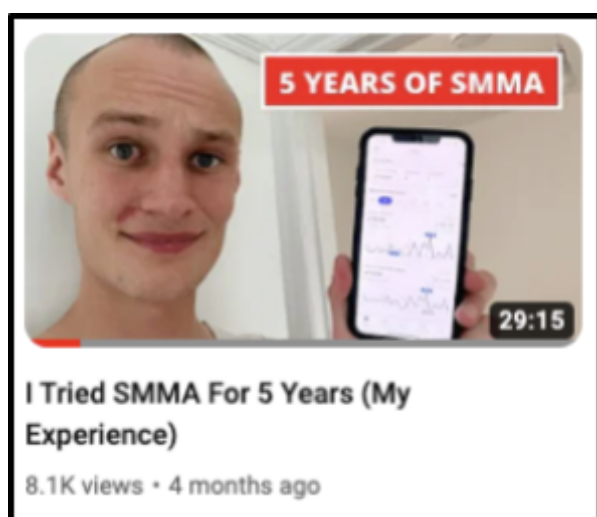 5 YEARS OF SMMA
29:15
I Tried SMMA For 5 Years (My
Experience)
8.1K views • 4 months ago